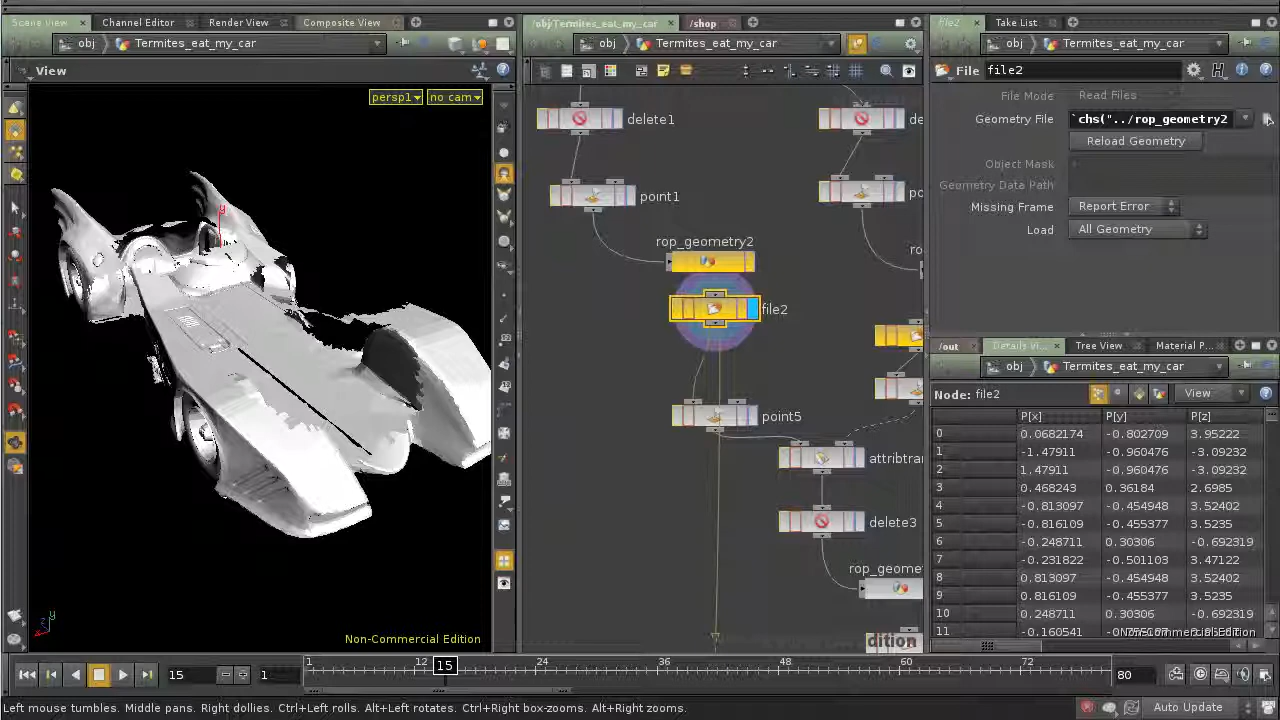 Scene View
Channel Editor
Render View
Composite View
/obj/Termites_eat_my_car
/shop
file2
Take List
obj
Termites_eat_my_car
obj
Termites_eat_my_car
obj
Termites_eat_my_car
View
File
file2
persp1
no cam
File Mode
Read Files
Geometry File
`chs("../rop_geometry2
Reload Geometry
Object Mask
Geometry Data Path
Missing Frame
Report Error
Load
All Geometry
delete1
de
point1
po
rop_geometry2
ro
file2
point5
attribtran
delete3
rop_geomet
dition
/out
Details Vi...
Tree View
Material P...
obj
Termites_eat_my_car
Node: file2
View
P[x] P[y] P[z]
0 0.0682174 -0.802709 3.95222
1 -1.47911 -0.960476 -3.09232
2 1.47911 -0.960476 -3.09232
3 0.468243 0.36184 2.6985
4 -0.813097 -0.454948 3.52402
5 -0.816109 -0.455377 3.5235
6 -0.248711 0.30306 -0.692319
7 -0.231822 -0.501103 3.47122
8 0.813097 -0.454948 3.52402
9 0.816109 -0.455377 3.5235
10 0.248711 0.30306 -0.692319
11 -0.160541
Non-Commercial Edition
Non-Commercial Edition
1 12 15 24 36 48 60 72
15
1
80
Left mouse tumbles. Middle pans. Right dollies. Ctrl+Left rolls. Alt+Left rotates. Ctrl+Right box-zooms. Alt+Right zooms.
Auto Update